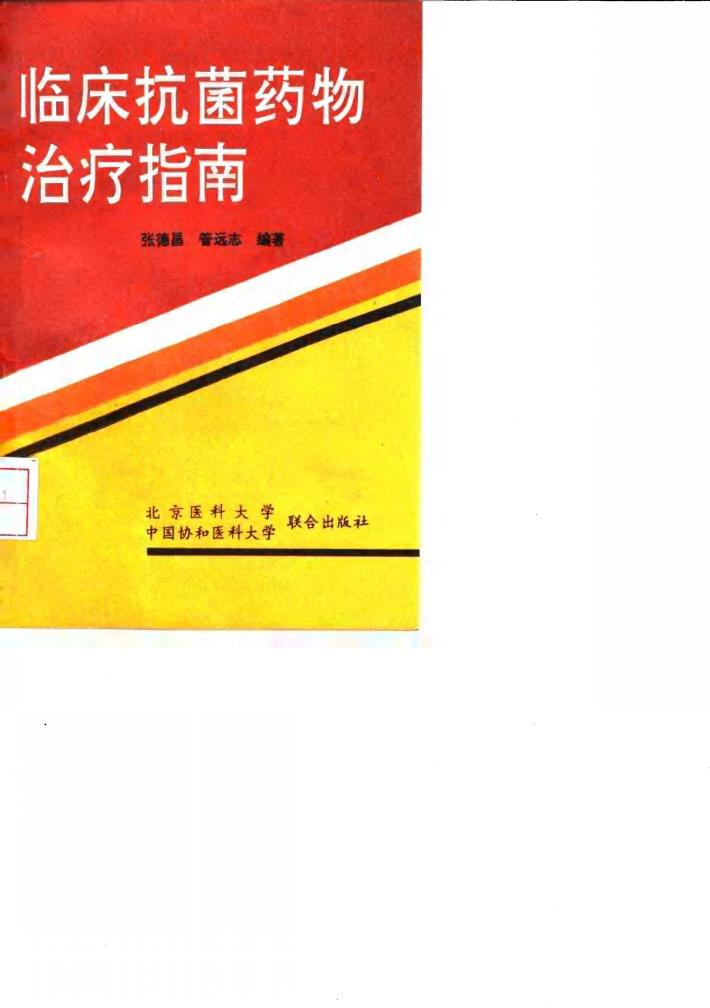 临床抗菌药物
治疗指南
张德昌 管远志 编著
北京医科大学
中国协和医科大学
联合出版社
1